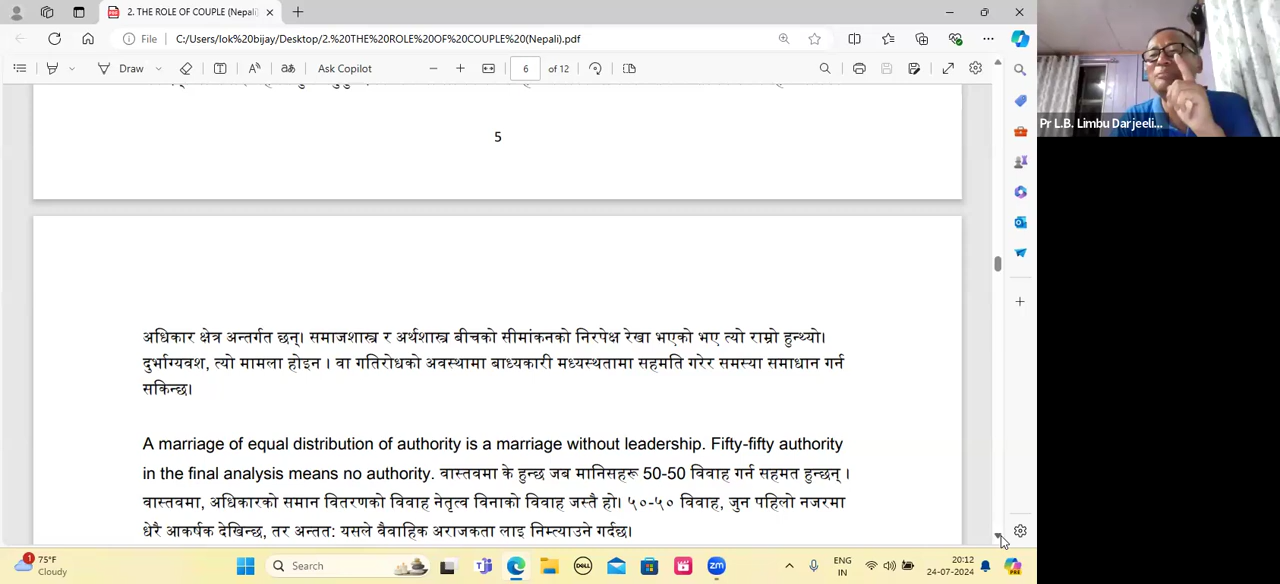 2. THE ROLE OF COUPLE (Nepali)
File C:/Users/lok%20bijay/Desktop/2.%20THE%20ROLE%20OF%20COUPLE%20(Nepali).pdf
Draw
Ask Copilot
6 of 12
Pr L.B. Limbu Darjeeli...
5
अधिकार क्षेत्र अन्तर्गत छन्। समाजशास्त्र र अर्थशास्त्र बीचको सीमांकनको निरपेक्ष रेखा भएको भए त्यो राम्रो हुन्थ्यो।
दुर्भाग्यवश, त्यो मामला होइन । वा गतिरोधको अवस्थामा बाध्यकारी मध्यस्थतामा सहमति गरेर समस्या समाधान गर्न
सकिन्छ।
A marriage of equal distribution of authority is a marriage without leadership. Fifty-fifty authority
in the final analysis means no authority. वास्तवमा के हुन्छ जब मानिसहरू 50-50 विवाह गर्न सहमत हुन्छन् ।
वास्तवमा, अधिकारको समान वितरणको विवाह नेतृत्व विनाको विवाह जस्तै हो। ५०-५० विवाह, जुन पहिलो नजरमा
धेरै आकर्षक देखिन्छ, तर अन्तत: यसले वैवाहिक अराजकता लाइ निम्त्याउने गर्दछ।
1
75°F
Cloudy
Search
DELL
zm
ENG
IN
20:12
24-07-2024
PRE